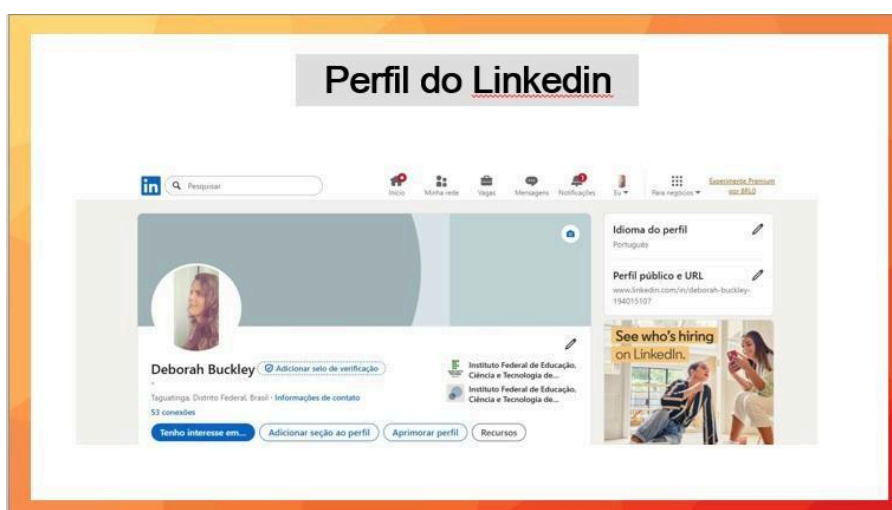 Perfil do Linkedin
in Pesquisar Início Minha rede Vagas Mensagens Notificações Eu Para negócios Experimente Premium
por BRL0
Idioma do perfil
Português
Perfil público e URL
www.linkedin.com/in/deborah-buckley-
194015107
See who's hiring
on LinkedIn.
Deborah Buckley Adicionar selo de verificação
-
Taguatinga, Distrito Federal, Brasil · Informações de contato
53 conexões
Instituto Federal de Educação,
Ciência e Tecnologia de...
Instituto Federal de Educação,
Ciência e Tecnologia de...
Tenho interesse em... Adicionar seção ao perfil Aprimorar perfil Recursos